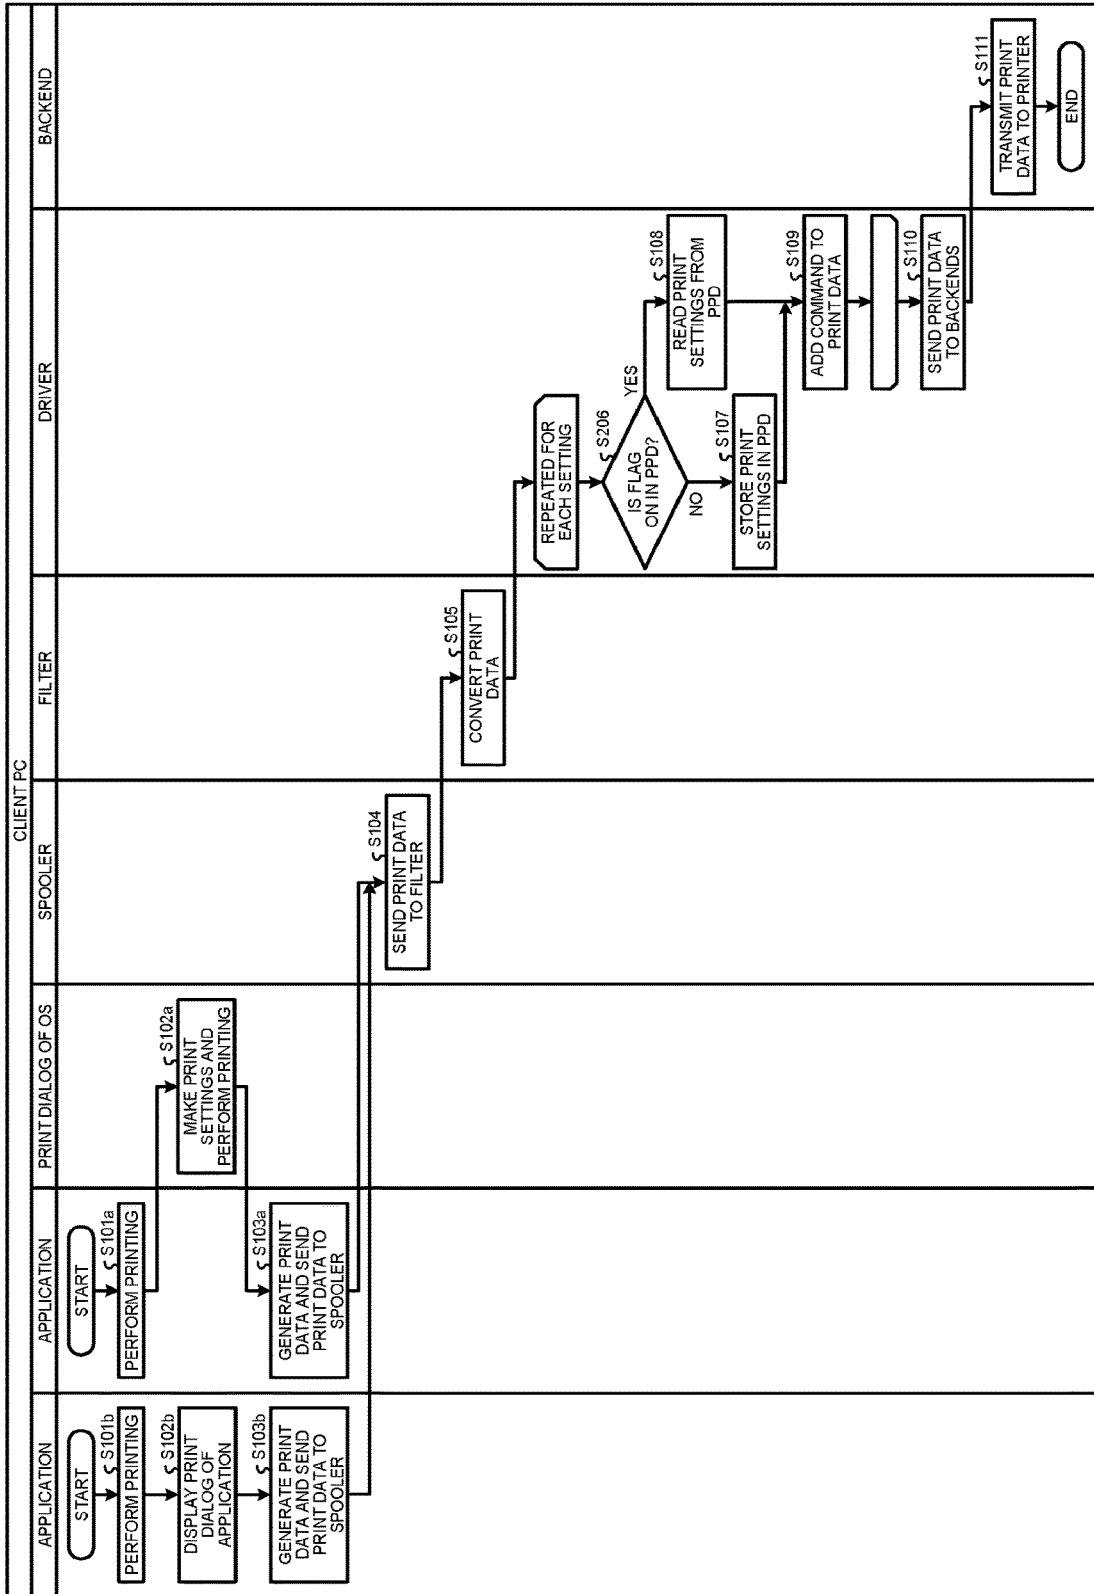 CLIENT PC
APPLICATION
APPLICATION
PRINT DIALOG OF OS
SPOOLER
FILTER
DRIVER
BACKEND
START
S101b
PERFORM PRINTING
S102b
DISPLAY PRINT
DIALOG OF
APPLICATION
S103b
GENERATE PRINT
DATA AND SEND
PRINT DATA TO
SPOOLER
START
S101a
PERFORM PRINTING
S102a
MAKE PRINT
SETTINGS AND
PERFORM PRINTING
S103a
GENERATE PRINT
DATA AND SEND
PRINT DATA TO
SPOOLER
S104
SEND PRINT DATA
TO FILTER
S105
CONVERT PRINT
DATA
REPEATED FOR
EACH SETTING
S206
IS FLAG
ON IN PPD?
YES
NO
S107
STORE PRINT
SETTINGS IN PPD
S108
READ PRINT
SETTINGS FROM
PPD
S109
ADD COMMAND TO
PRINT DATA
S110
SEND PRINT DATA
TO BACKENDS
S111
TRANSMIT PRINT
DATA TO PRINTER
END